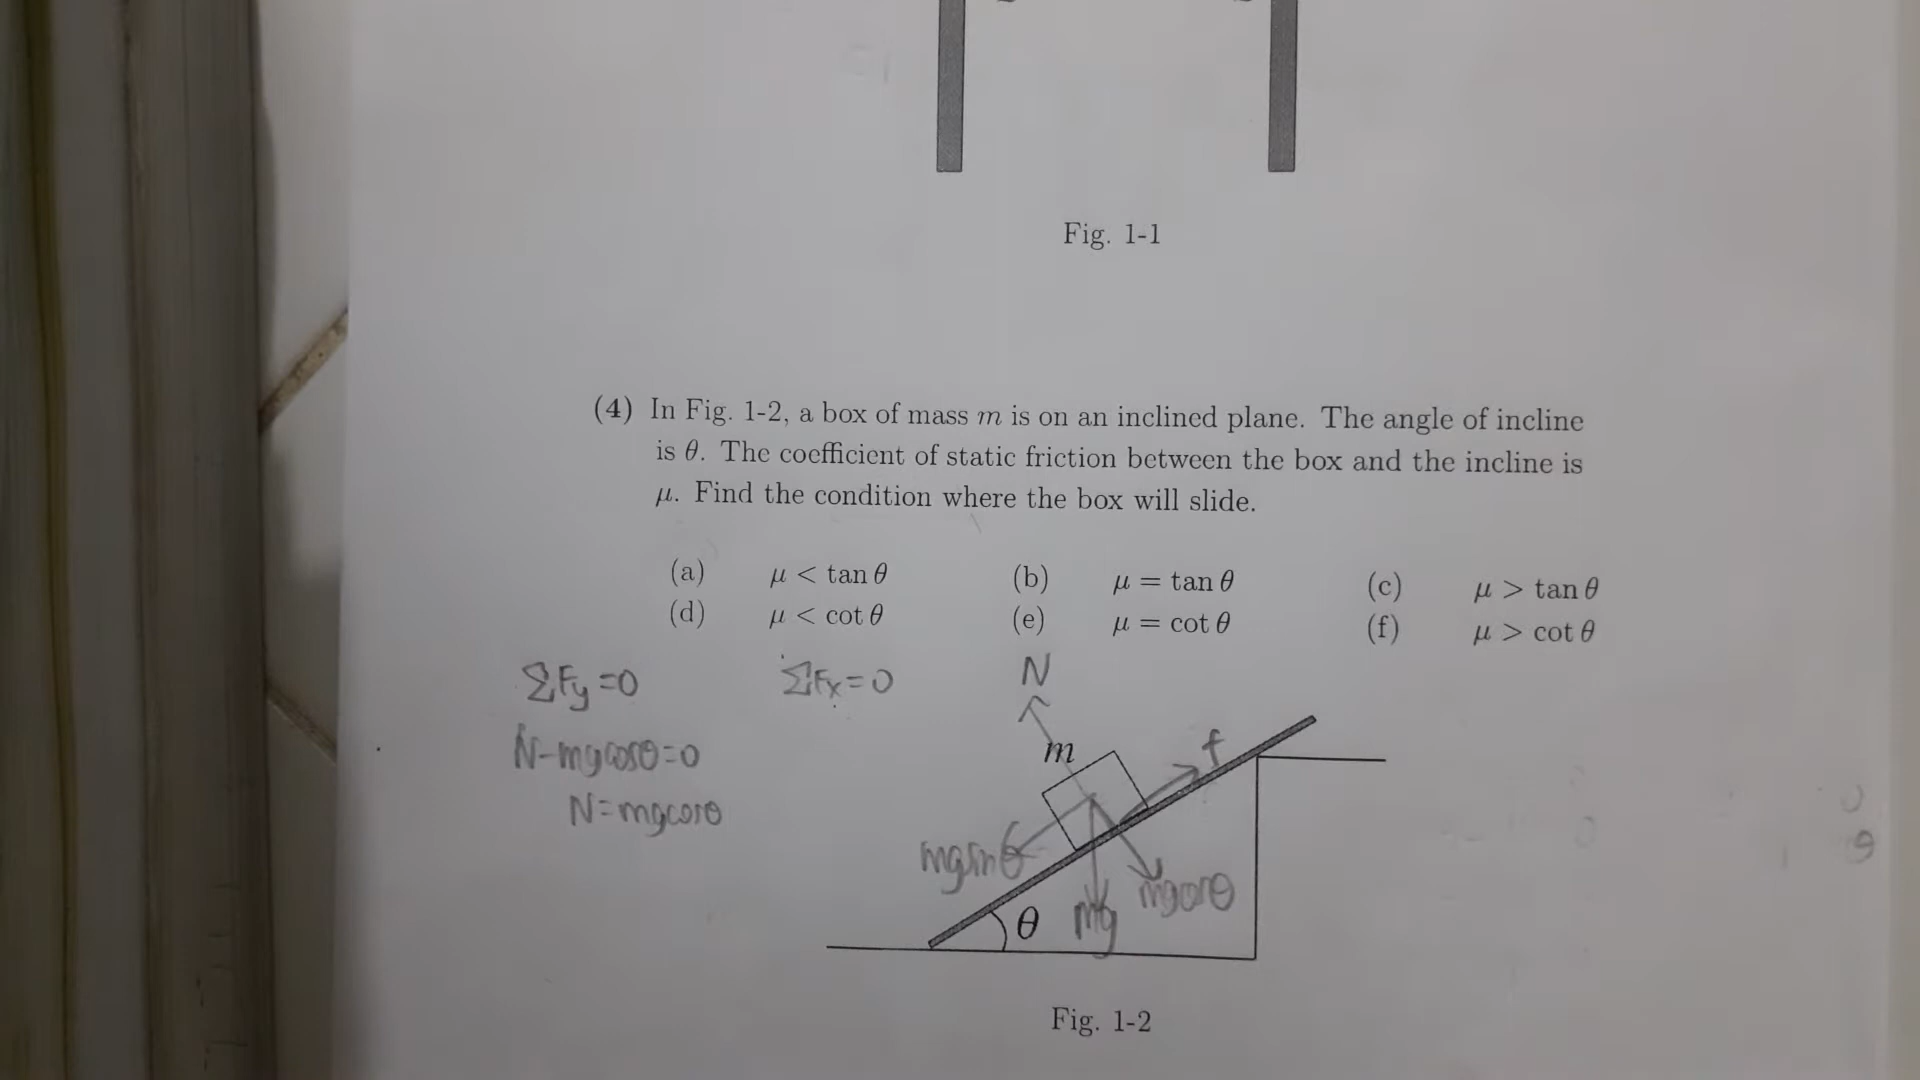 Fig. 1-1
(4) In Fig. 1-2, a box of mass m is on an inclined plane. The angle of incline
is θ. The coefficient of static friction between the box and the incline is
μ. Find the condition where the box will slide.
(a) μ < tan θ (b) μ = tan θ (c) μ > tan θ
(d) μ < cot θ (e) μ = cot θ (f) μ > cot θ
ΣFy=0 ΣFx=0 N
N-mgcosθ=0 m f
N=mgcosθ
mgsinθ
mgcosθ
θ mg
Fig. 1-2